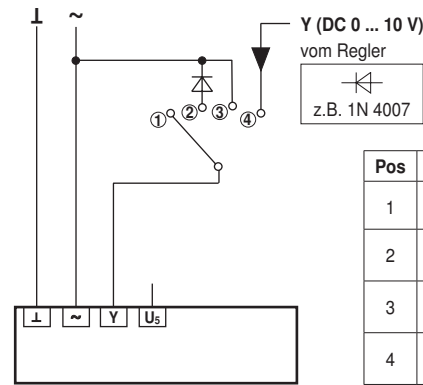 ⊥ ~
Y (DC 0 ... 10 V)
vom Regler
z.B. 1N 4007
① ② ③ ④
Pos
1
2
3
4
⊥ ~ Y U₅